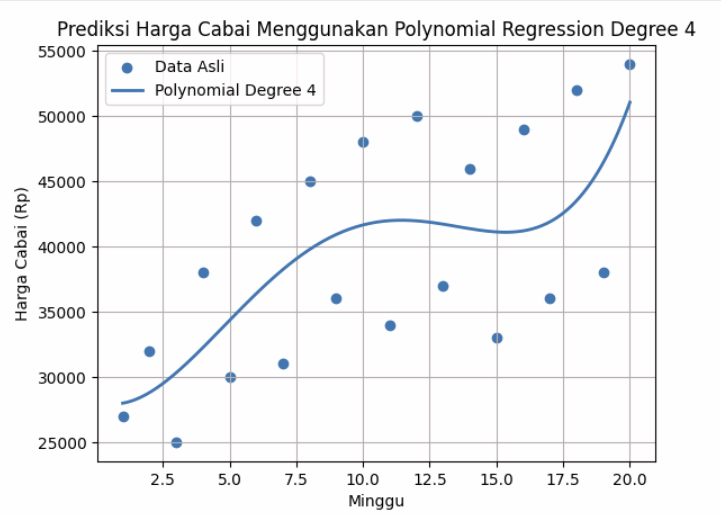 Prediksi Harga Cabai Menggunakan Polynomial Regression Degree 4
Data Asli
Polynomial Degree 4
55000
50000
45000
40000
35000
30000
25000
Harga Cabai (Rp)
2.5 5.0 7.5 10.0 12.5 15.0 17.5 20.0
Minggu